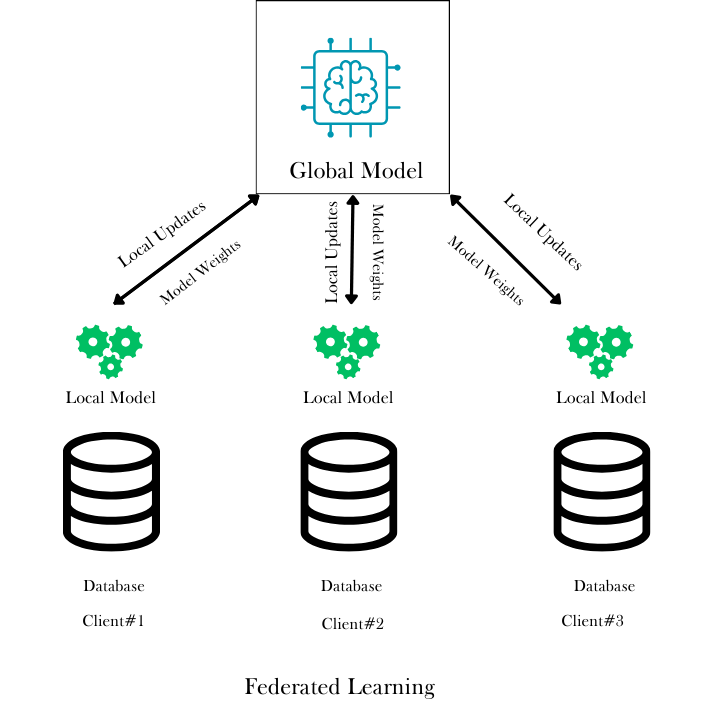 Global Model
Local Updates
Model Weights
Local Updates
Model Weights
Local Updates
Model Weights
Local Model
Local Model
Local Model
Database
Database
Database
Client#1
Client#2
Client#3
Federated Learning